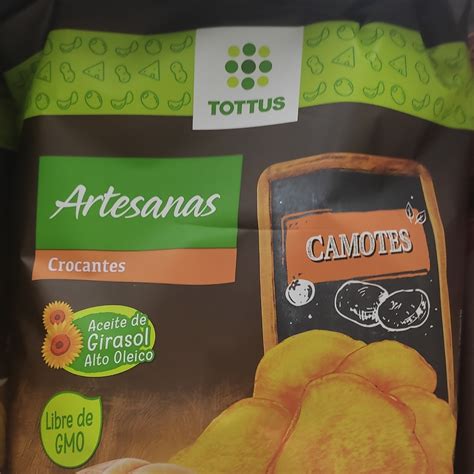 TOTTUS
Artesanas
Crocantes
CAMOTES
Aceite de
Girasol
Alto Oleico
Libre de
GMO